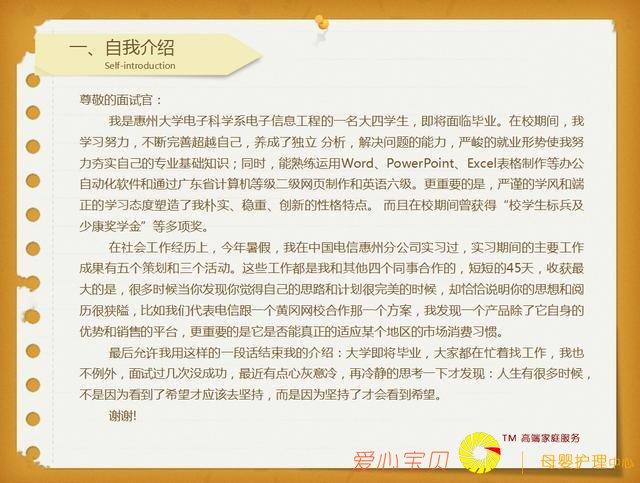 一、自我介绍
Self-introduction
尊敬的面试官：
我是惠州大学电子科学系电子信息工程的一名大四学生，即将面临毕业。在校期间，我
学习努力，不断完善超越自己，养成了独立 分析，解决问题的能力，严峻的就业形势使我努
力夯实自己的专业基础知识；同时，能熟练运用Word、PowerPoint、Excel表格制作等办公
自动化软件和通过广东省计算机等级二级网页制作和英语六级。更重要的是，严谨的学风和端
正的学习态度塑造了我朴实、稳重、创新的性格特点。 而且在校期间曾获得“校学生标兵及
少康奖学金”等多项奖。
在社会工作经历上，今年暑假，我在中国电信惠州分公司实习过，实习期间的主要工作
成果有五个策划和三个活动。这些工作都是我和其他四个同事合作的，短短的45天，收获最
大的是，很多时候当你发现你觉得自己的思路和计划很完美的时候，却恰恰说明你的思想和阅
历很狭隘，比如我们代表电信跟一个黄冈网校合作那一个方案，我发现一个产品除了它自身的
优势和销售的平台，更重要的是它是否能真正的适应某个地区的市场消费习惯。
最后允许我用这样的一段话结束我的介绍：大学即将毕业，大家都在忙着找工作，我也
不例外，面试过几次没成功，最近有点心灰意冷，再冷静的思考一下才发现：人生有很多时候，
不是因为看到了希望才应该去坚持，而是因为坚持了才会看到希望。
谢谢!
爱心宝贝
TM 高端家庭服务
母婴护理中心